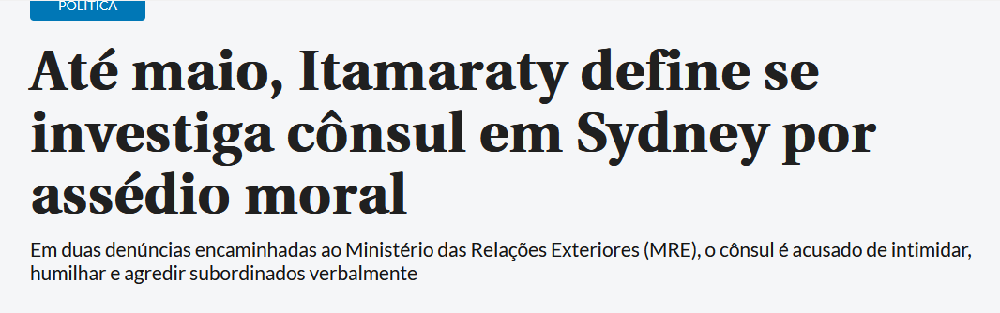 POLÍTICA
Até maio, Itamaraty define se
investiga cônsul em Sydney por
assédio moral
Em duas denúncias encaminhadas ao Ministério das Relações Exteriores (MRE), o cônsul é acusado de intimidar,
humilhar e agredir subordinados verbalmente